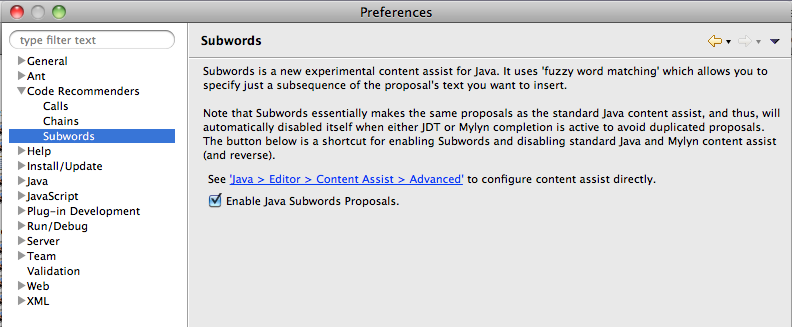 Preferences
type filter text
General
Ant
Code Recommenders
Calls
Chains
Subwords
Help
Install/Update
Java
JavaScript
Plug-in Development
Run/Debug
Server
Team
Validation
Web
XML
Subwords
Subwords is a new experimental content assist for Java. It uses 'fuzzy word matching' which allows you to
specify just a subsequence of the proposal's text you want to insert.
Note that Subwords essentially makes the same proposals as the standard Java content assist, and thus, will
automatically disabled itself when either JDT or Mylyn completion is active to avoid duplicated proposals.
The button below is a shortcut for enabling Subwords and disabling standard Java and Mylyn content assist
(and reverse).
See 'Java > Editor > Content Assist > Advanced' to configure content assist directly.
Enable Java Subwords Proposals.